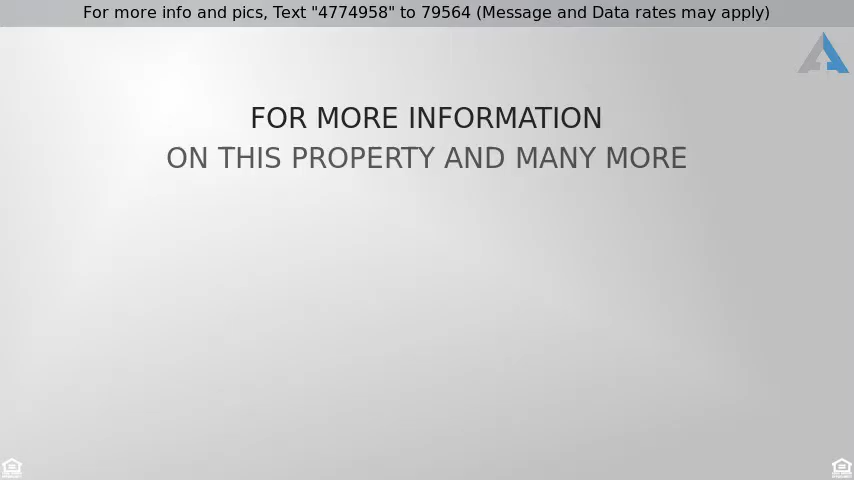 For more info and pics, Text "4774958" to 79564 (Message and Data rates may apply)
FOR MORE INFORMATION
ON THIS PROPERTY AND MANY MORE